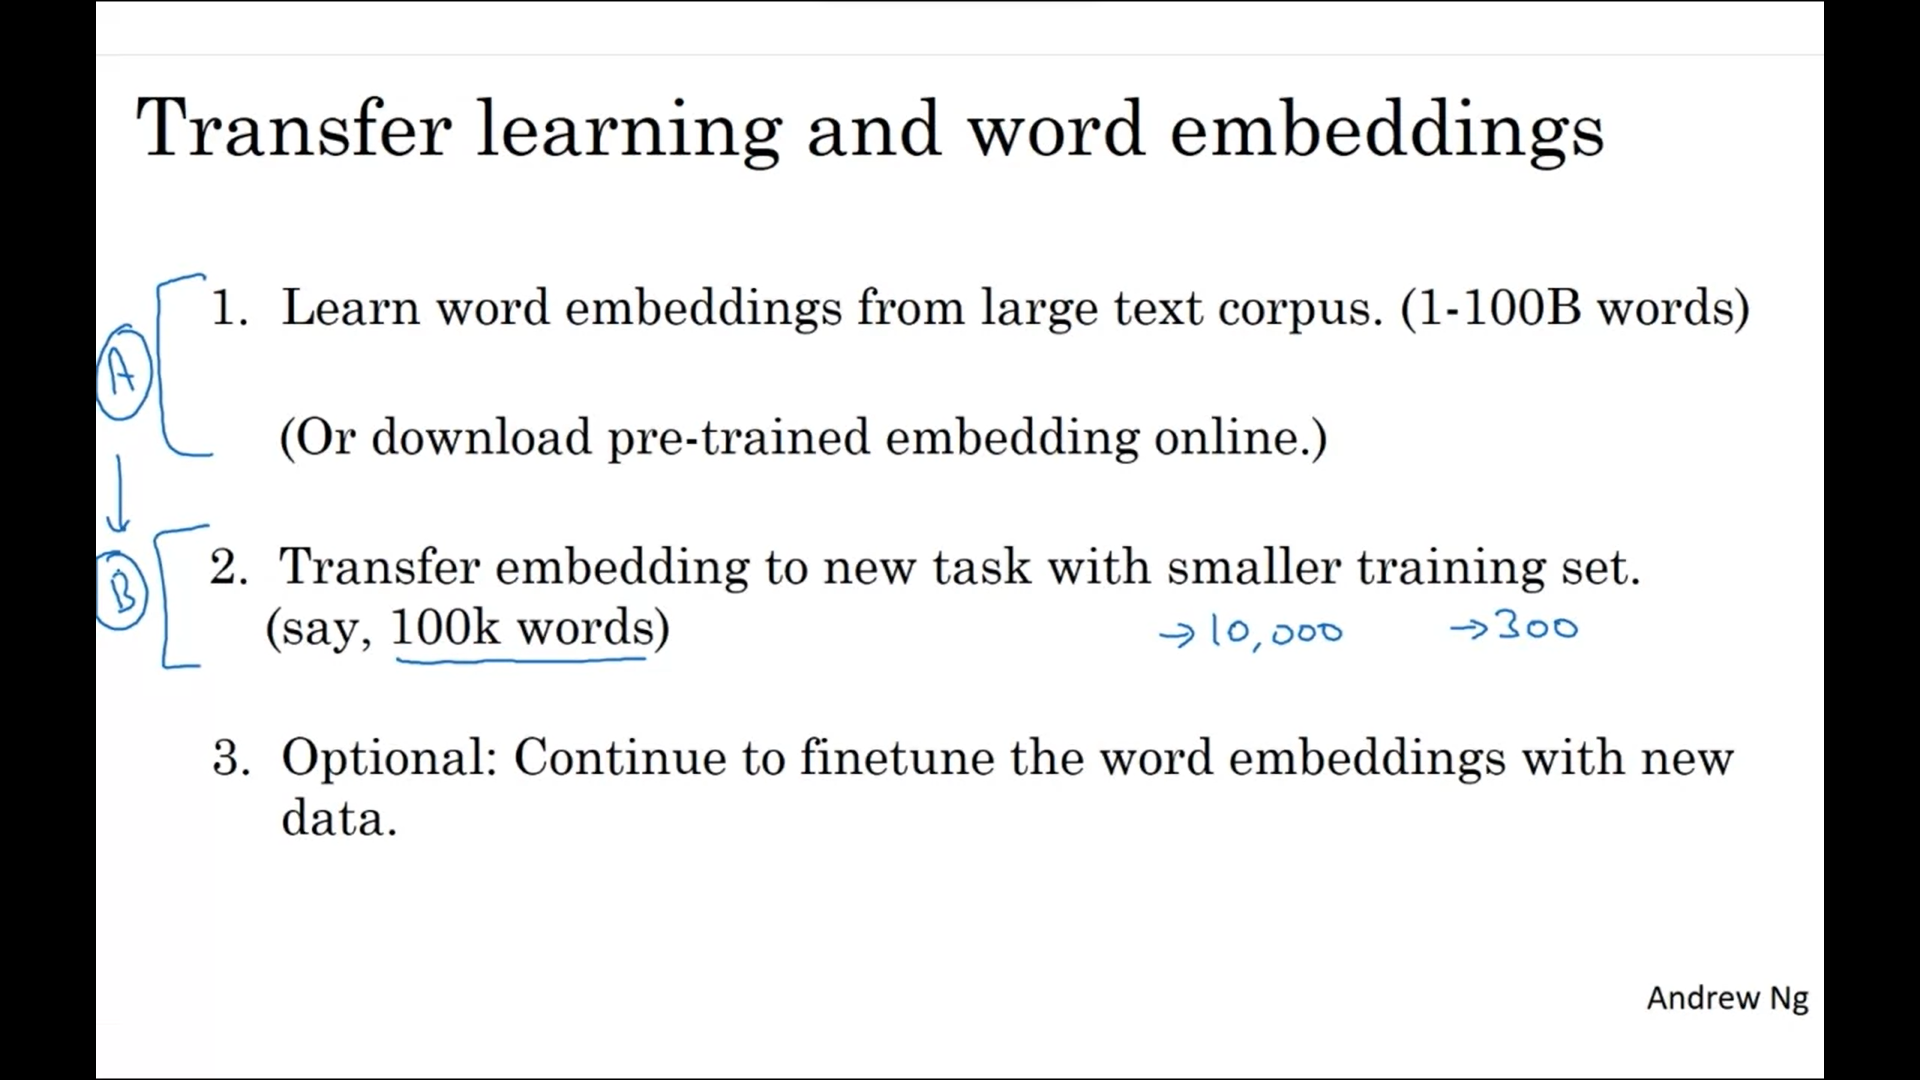 Transfer learning and word embeddings
A
1. Learn word embeddings from large text corpus. (1-100B words)
(Or download pre-trained embedding online.)
B
2. Transfer embedding to new task with smaller training set.
(say, 100k words) → 10,000 → 300
3. Optional: Continue to finetune the word embeddings with new
data.
Andrew Ng